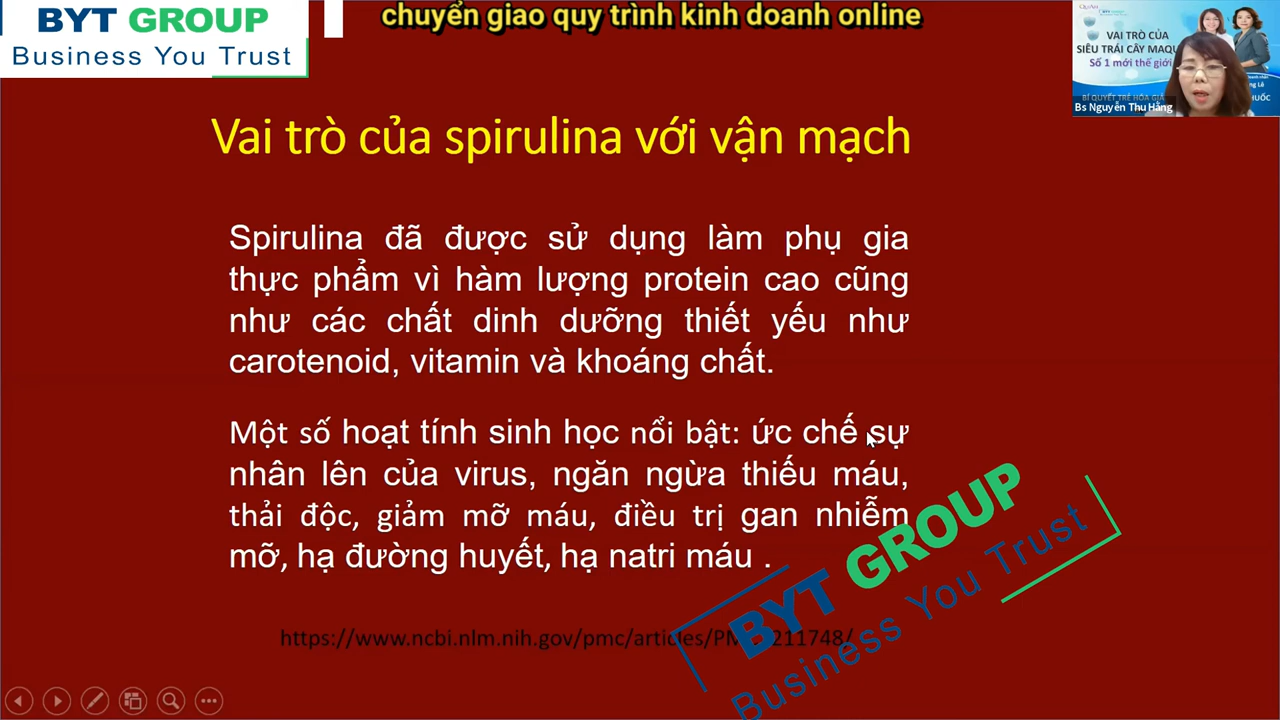 BYT GROUP
Business You Trust
chuyển giao quy trình kinh doanh online
VAI TRÒ CỦA
SIÊU TRÁI CÂY MAQU
Số 1 mới thế giới
BÍ QUYẾT TRẺ HÓA
Bs Nguyễn Thu Hằng
Vai trò của spirulina với vận mạch
Spirulina đã được sử dụng làm phụ gia
thực phẩm vì hàm lượng protein cao cũng
như các chất dinh dưỡng thiết yếu như
carotenoid, vitamin và khoáng chất.
Một số hoạt tính sinh học nổi bật: ức chế sự
nhân lên của virus, ngăn ngừa thiếu máu,
thải độc, giảm mỡ máu, điều trị gan nhiễm
mỡ, hạ đường huyết, hạ natri máu .
https://www.ncbi.nlm.nih.gov/pmc/articles/PM 211748/
BYT GROUP
Business You Trust